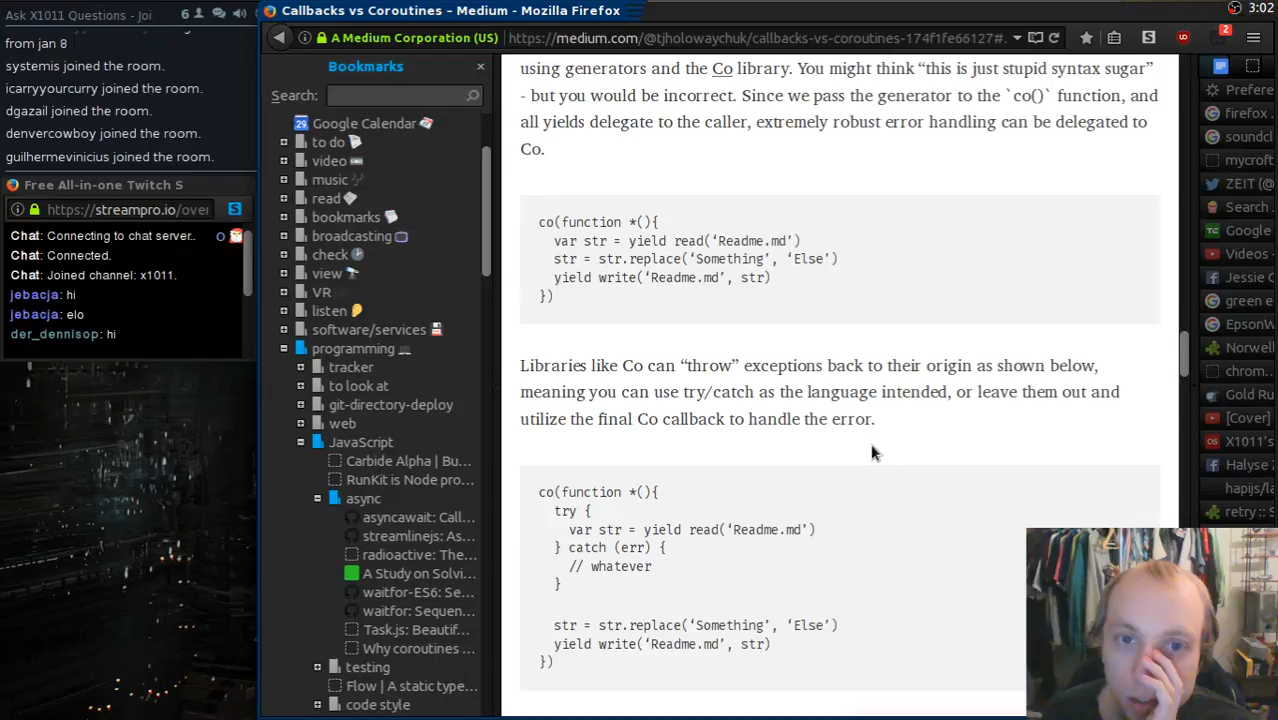 Ask X1011 Questions - Joi
6
from jan 8
systemis joined the room.
icarryyourcurry joined the room.
dgazail joined the room.
denvercowboy joined the room.
guilhermevinicius joined the room.
Free All-in-one Twitch S
https://streampro.io/over
S
Chat: Connecting to chat server..
Chat: Connected.
Chat: Joined channel: x1011.
jebacja: hi
jebacja: elo
der_dennisop: hi
Callbacks vs Coroutines – Medium - Mozilla Firefox
3:02
A Medium Corporation (US)
https://medium.com/@tjholowaychuk/callbacks-vs-coroutines-174f1fe66127#.
S
2
Bookmarks
×
Search:
Google Calendar
to do
video
music
read
bookmarks
broadcasting
check
view
VR
listen
software/services
programming
tracker
to look at
git-directory-deploy
web
JavaScript
Carbide Alpha | Bu...
RunKit is Node pro...
async
asyncawait: Call...
streamlinejs: As...
radioactive: The...
A Study on Solvi...
waitfor-ES6: Se...
waitfor: Sequen...
Task.js: Beautif...
Why coroutines ...
testing
Flow | A static type...
code style
using generators and the Co library. You might think “this is just stupid syntax sugar”
- but you would be incorrect. Since we pass the generator to the `co()` function, and
all yields delegate to the caller, extremely robust error handling can be delegated to
Co.
co(function *(){
var str = yield read(‘Readme.md’)
str = str.replace(‘Something’, ‘Else’)
yield write(‘Readme.md’, str)
})
Libraries like Co can “throw” exceptions back to their origin as shown below,
meaning you can use try/catch as the language intended, or leave them out and
utilize the final Co callback to handle the error.
co(function *(){
try {
var str = yield read(‘Readme.md’)
} catch (err) {
// whatever
}
str = str.replace(‘Something’, ‘Else’)
yield write(‘Readme.md’, str)
})
Prefere
firefox
soundcl
mycroft
ZEIT (@
Search
Google
Videos -
Jessie C
green e
EpsonW
Norwell
chrom...
Gold Ru
[Cover]
X1011's
Halyse
hapijs/la
retry :: S